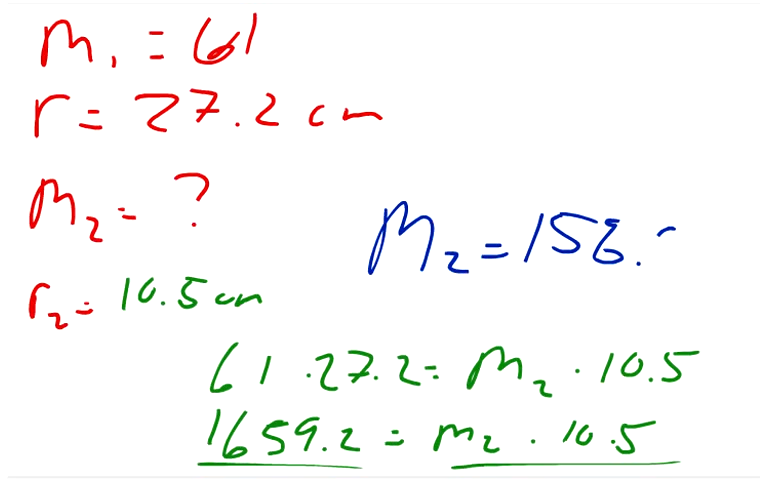 m₁ = 61
r = 27.2 cm
m₂ = ?
m₂ = 158.
r₂ = 10.5 cm
61 · 27.2 = m₂ · 10.5
1659.2 = m₂ · 10.5